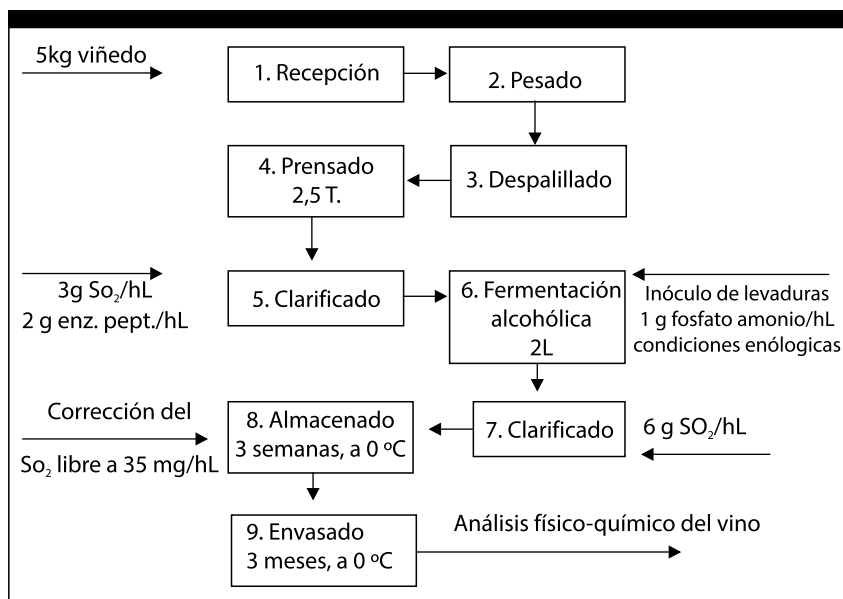 5kg viñedo
1. Recepción
2. Pesado
4. Prensado
2,5 T.
3. Despalillado
3g So₂/hL
2 g enz. pept./hL
5. Clarificado
6. Fermentación
alcohólica
2L
Inóculo de levaduras
1 g fosfato amonio/hL
condiciones enólogicas
Corrección del
So₂ libre a 35 mg/hL
8. Almacenado
3 semanas, a 0 ºC
7. Clarificado
6 g SO₂/hL
9. Envasado
3 meses, a 0 ºC
Análisis físico-químico del vino